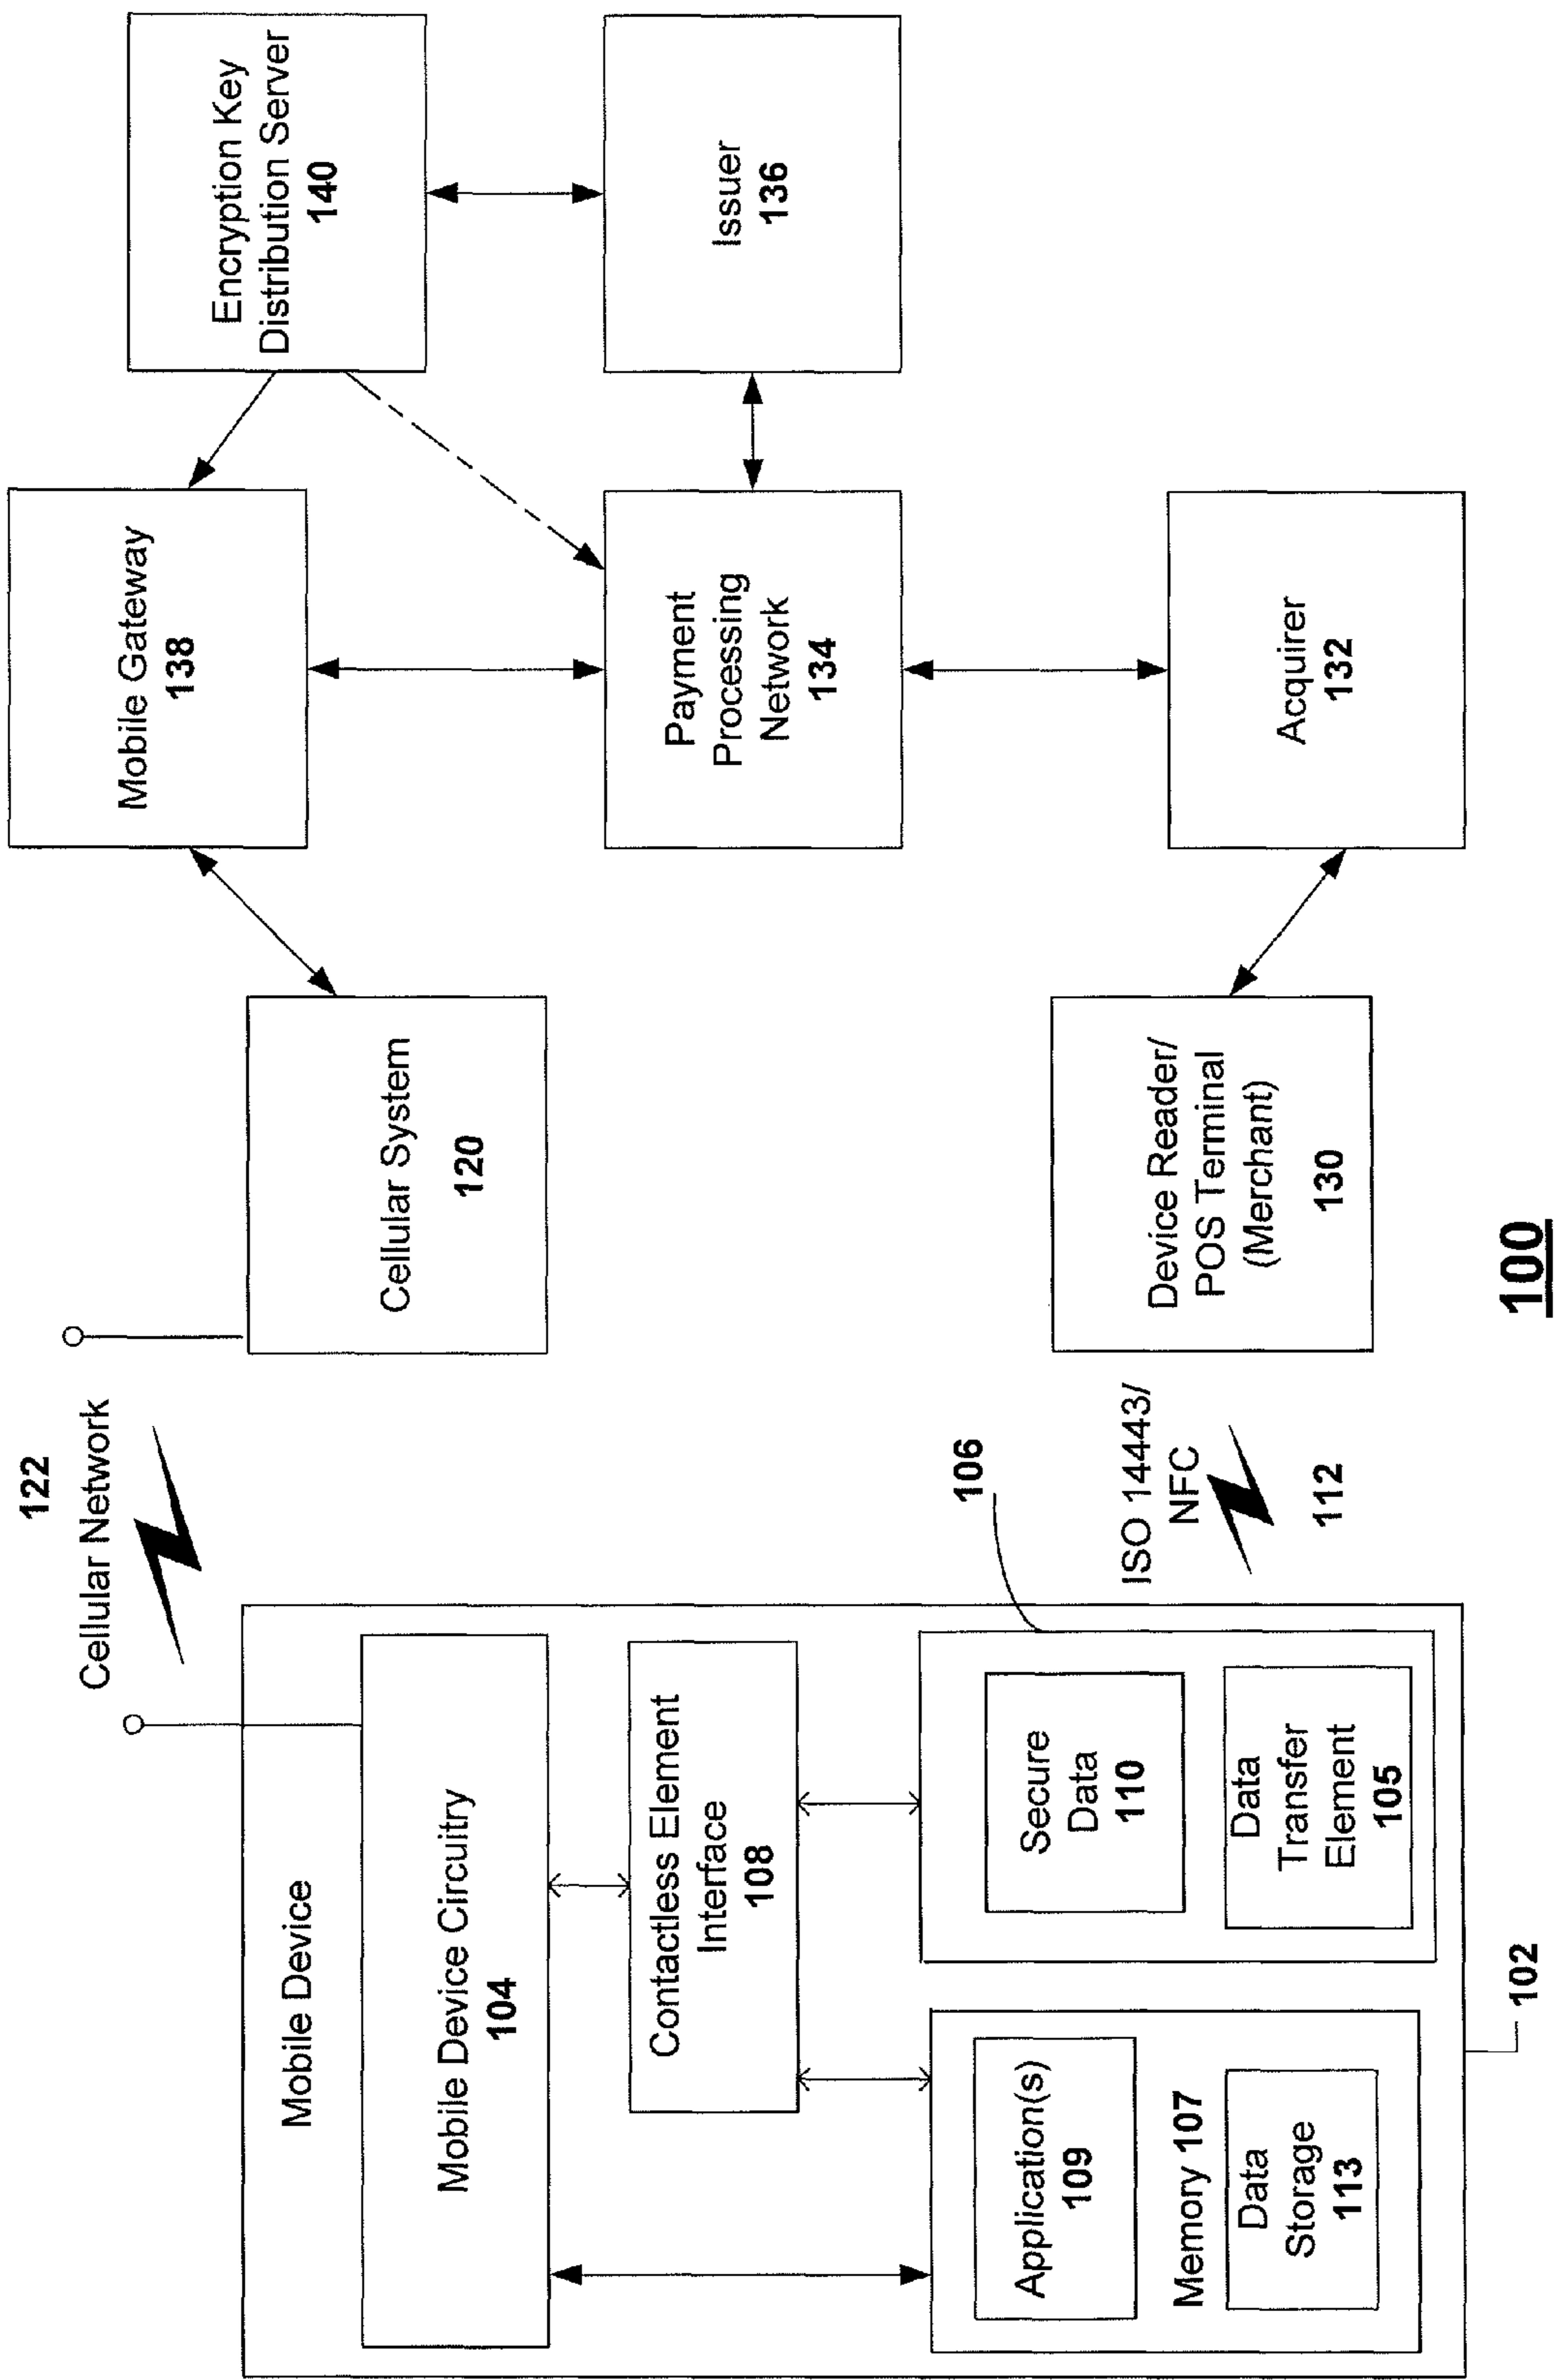 122
Cellular Network
Mobile Device
Mobile Device Circuitry
104
Contactless Element
Interface
108
Application(s)
109
Memory 107
Data
Storage
113
Secure
Data
110
Data
Transfer
Element
105
102
106
ISO 14443/
NFC
112
Cellular System
120
Device Reader/
POS Terminal
(Merchant)
130
Mobile Gateway
138
Payment
Processing
Network
134
Acquirer
132
Encryption Key
Distribution Server
140
Issuer
136
100